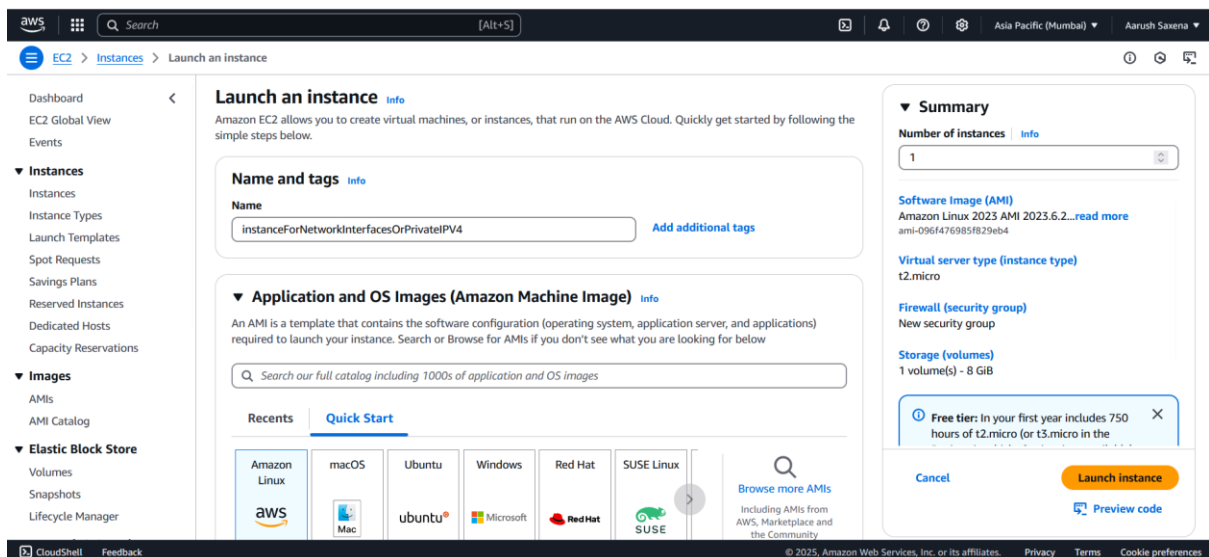 aws
Search
[Alt+S]
Asia Pacific (Mumbai) ▼
Aarush Saxena ▼
EC2 > Instances > Launch an instance
Dashboard
EC2 Global View
Events
▼ Instances
Instances
Instance Types
Launch Templates
Spot Requests
Savings Plans
Reserved Instances
Dedicated Hosts
Capacity Reservations
▼ Images
AMIs
AMI Catalog
▼ Elastic Block Store
Volumes
Snapshots
Lifecycle Manager
Launch an instance Info
Amazon EC2 allows you to create virtual machines, or instances, that run on the AWS Cloud. Quickly get started by following the
simple steps below.
Name and tags Info
Name
instanceForNetworkInterfacesOrPrivateIPV4
Add additional tags
▼ Application and OS Images (Amazon Machine Image) Info
An AMI is a template that contains the software configuration (operating system, application server, and applications)
required to launch your instance. Search or Browse for AMIs if you don't see what you are looking for below
Search our full catalog including 1000s of application and OS images
Recents
Quick Start
Amazon
Linux
aws
macOS
Mac
Ubuntu
ubuntu
Windows
Microsoft
Red Hat
Red Hat
SUSE Linux
SUSE
Browse more AMIs
Including AMIs from
AWS, Marketplace and
the Community
▼ Summary
Number of instances Info
1
Software Image (AMI)
Amazon Linux 2023 AMI 2023.6.2...read more
ami-096f476985f829eb4
Virtual server type (instance type)
t2.micro
Firewall (security group)
New security group
Storage (volumes)
1 volume(s) - 8 GiB
Free tier: In your first year includes 750
hours of t2.micro (or t3.micro in the
Cancel
Launch instance
Preview code
CloudShell
Feedback
© 2025, Amazon Web Services, Inc. or its affiliates.
Privacy
Terms
Cookie preferences